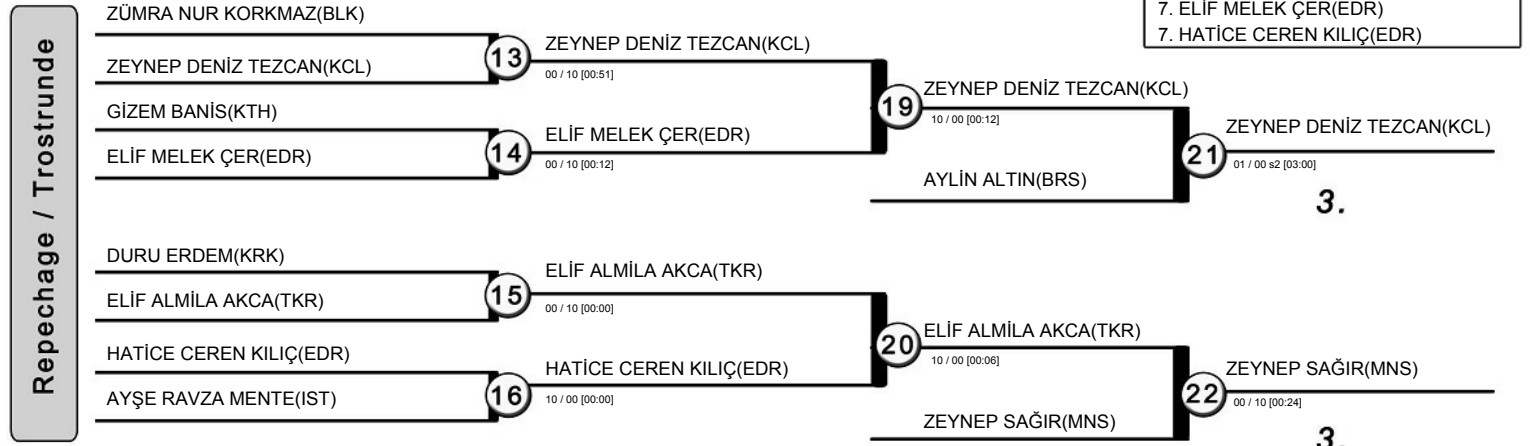 7. ELİF MELEK ÇER(EDR)
7. HATİCE CEREN KILIÇ(EDR)
Repechage / Trostrunde
ZÜMRA NUR KORKMAZ(BLK)
ZEYNEP DENİZ TEZCAN(KCL)
13
ZEYNEP DENİZ TEZCAN(KCL)
00 / 10 [00:51]
GİZEM BANİS(KTH)
ELİF MELEK ÇER(EDR)
14
ELİF MELEK ÇER(EDR)
00 / 10 [00:12]
19
ZEYNEP DENİZ TEZCAN(KCL)
10 / 00 [00:12]
AYLİN ALTIN(BRS)
21
ZEYNEP DENİZ TEZCAN(KCL)
01 / 00 s2 [03:00]
3.
DURU ERDEM(KRK)
ELİF ALMİLA AKCA(TKR)
15
ELİF ALMİLA AKCA(TKR)
00 / 10 [00:00]
HATİCE CEREN KILIÇ(EDR)
AYŞE RAVZA MENTE(IST)
16
HATİCE CEREN KILIÇ(EDR)
10 / 00 [00:00]
20
ELİF ALMİLA AKCA(TKR)
10 / 00 [00:06]
ZEYNEP SAĞIR(MNS)
22
ZEYNEP SAĞIR(MNS)
00 / 10 [00:24]
3.